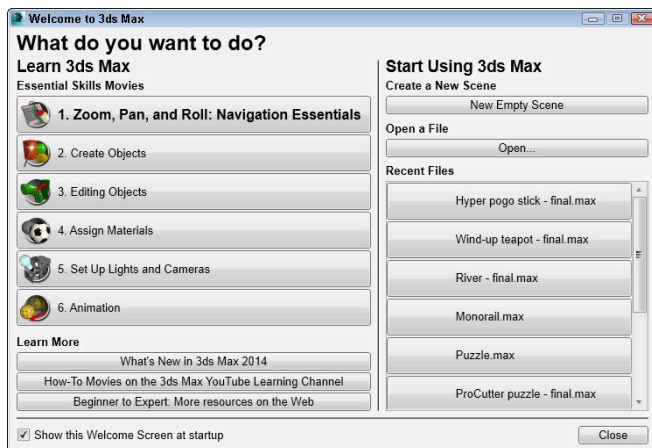 Welcome to 3ds Max
What do you want to do?
Learn 3ds Max
Essential Skills Movies
1. Zoom, Pan, and Roll: Navigation Essentials
2. Create Objects
3. Editing Objects
4. Assign Materials
5. Set Up Lights and Cameras
6. Animation
Learn More
What's New in 3ds Max 2014
How-To Movies on the 3ds Max YouTube Learning Channel
Beginner to Expert: More resources on the Web
Start Using 3ds Max
Create a New Scene
New Empty Scene
Open a File
Open...
Recent Files
Hyper pogo stick - final.max
Wind-up teapot - final.max
River - final.max
Monorail.max
Puzzle.max
ProCutter puzzle - final.max
Show this Welcome Screen at startup
Close